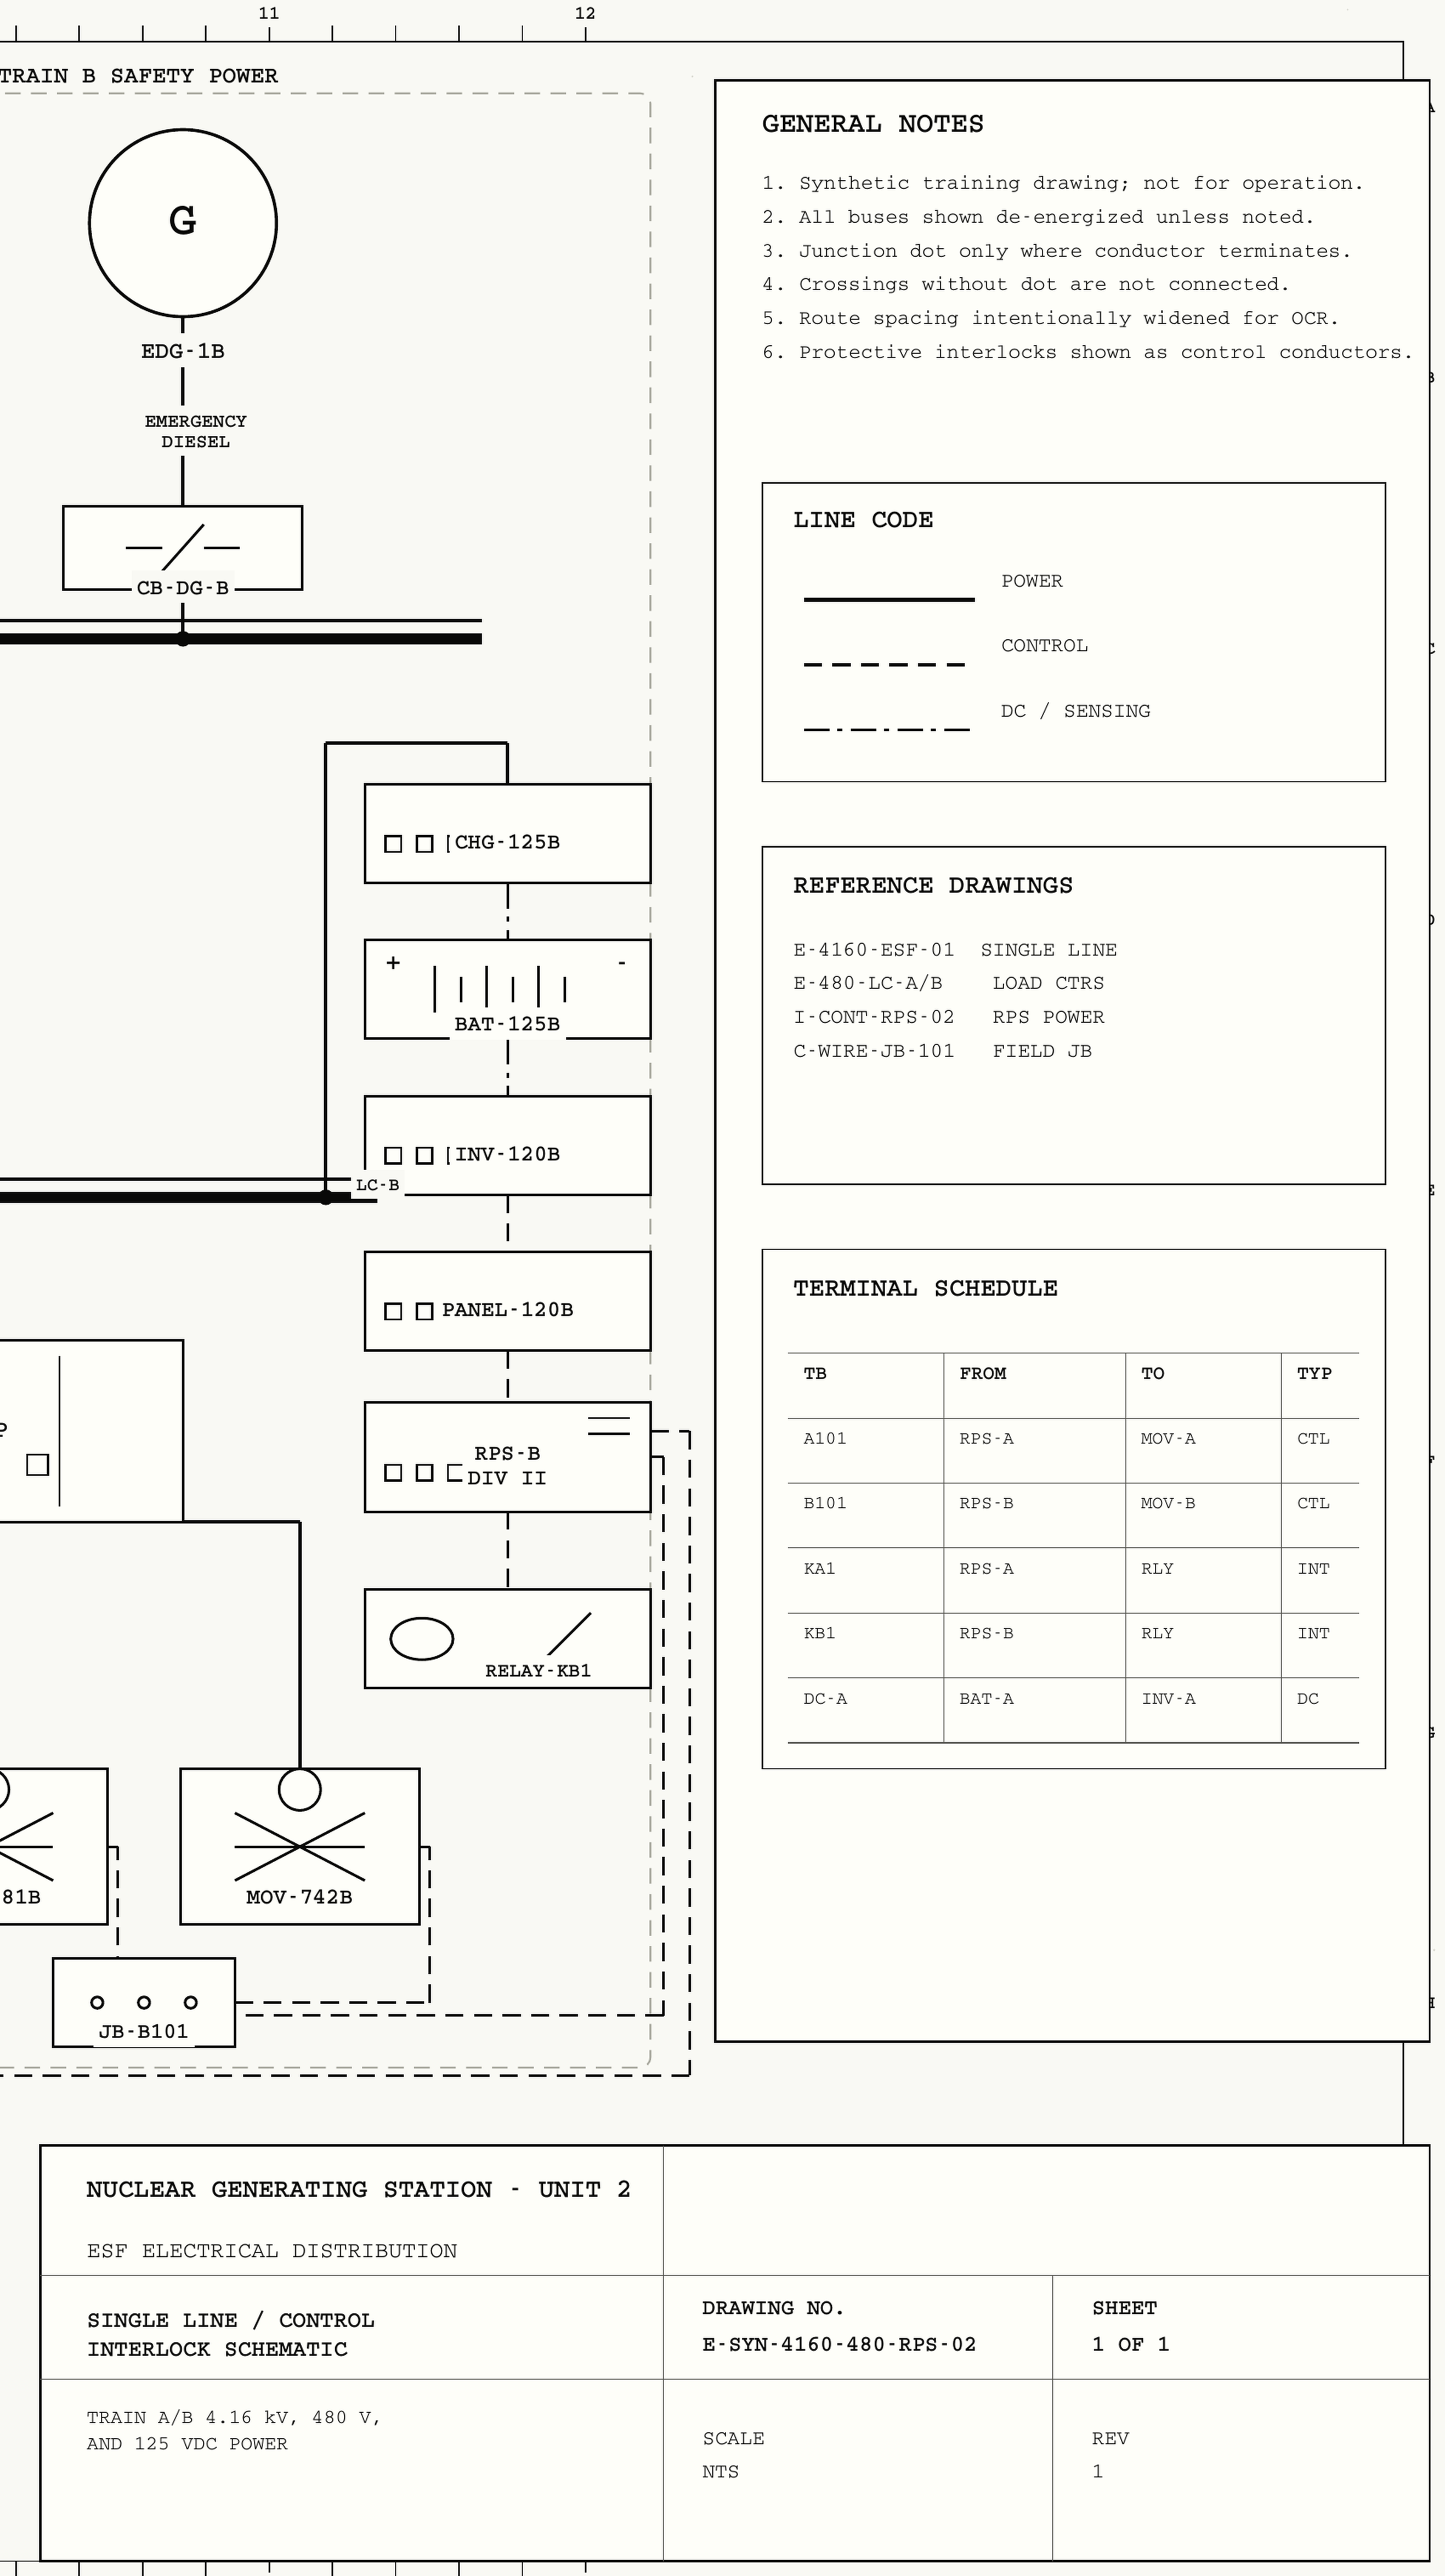 11
12
TRAIN B SAFETY POWER
G
EDG-1B
EMERGENCY
DIESEL
CB-DG-B
CHG-125B
+ -
BAT-125B
INV-120B
LC-B
PANEL-120B
P
RPS-B
DIV II
RELAY-KB1
81B
MOV-742B
JB-B101
GENERAL NOTES
1. Synthetic training drawing; not for operation.
2. All buses shown de-energized unless noted.
3. Junction dot only where conductor terminates.
4. Crossings without dot are not connected.
5. Route spacing intentionally widened for OCR.
6. Protective interlocks shown as control conductors.
LINE CODE
POWER
CONTROL
DC / SENSING
REFERENCE DRAWINGS
E-4160-ESF-01 SINGLE LINE
E-480-LC-A/B LOAD CTRS
I-CONT-RPS-02 RPS POWER
C-WIRE-JB-101 FIELD JB
TERMINAL SCHEDULE
TB FROM TO TYP
A101 RPS-A MOV-A CTL
B101 RPS-B MOV-B CTL
KA1 RPS-A RLY INT
KB1 RPS-B RLY INT
DC-A BAT-A INV-A DC
NUCLEAR GENERATING STATION - UNIT 2
ESF ELECTRICAL DISTRIBUTION
SINGLE LINE / CONTROL
INTERLOCK SCHEMATIC
TRAIN A/B 4.16 kV, 480 V,
AND 125 VDC POWER
DRAWING NO.
E-SYN-4160-480-RPS-02
SHEET
1 OF 1
SCALE
NTS
REV
1